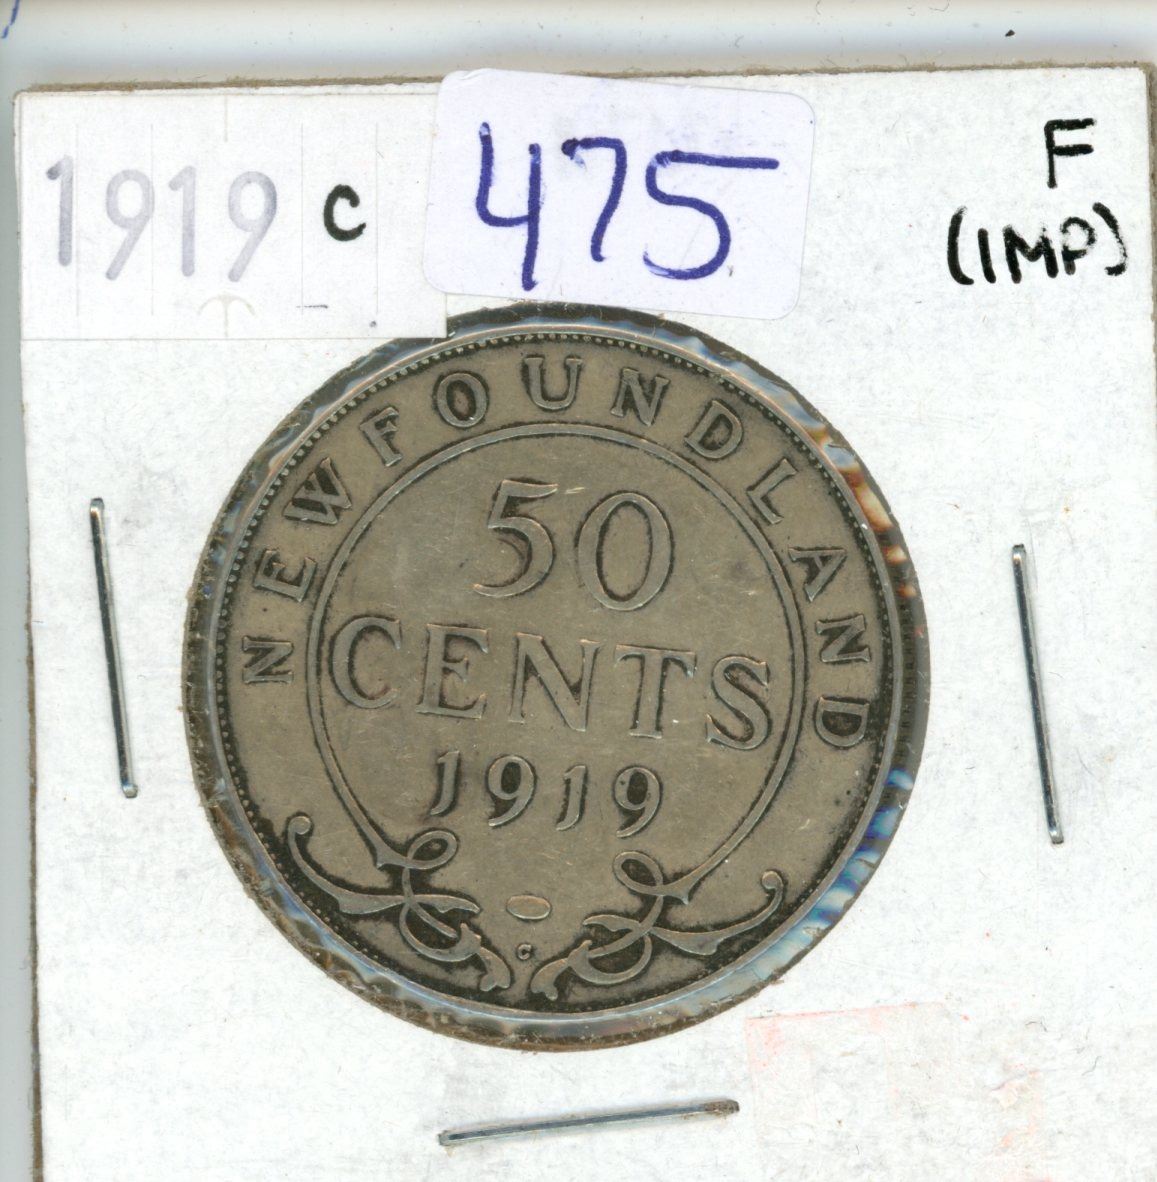 1919 C
475
F
(IMP)
NEWFOUNDLAND
50
CENTS
1919
C